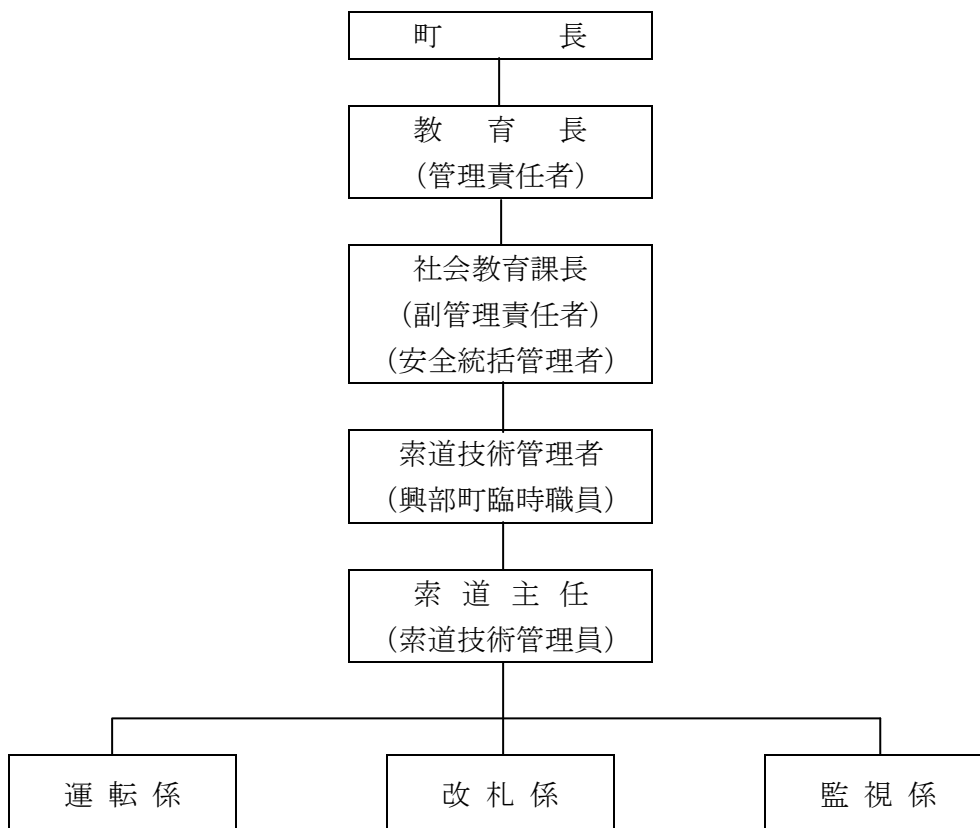 町長
教育長
(管理責任者)
社会教育課長
(副管理責任者)
(安全統括管理者)
索道技術管理者
(興部町臨時職員)
索道主任
(索道技術管理員)
運転係
改札係
監視係